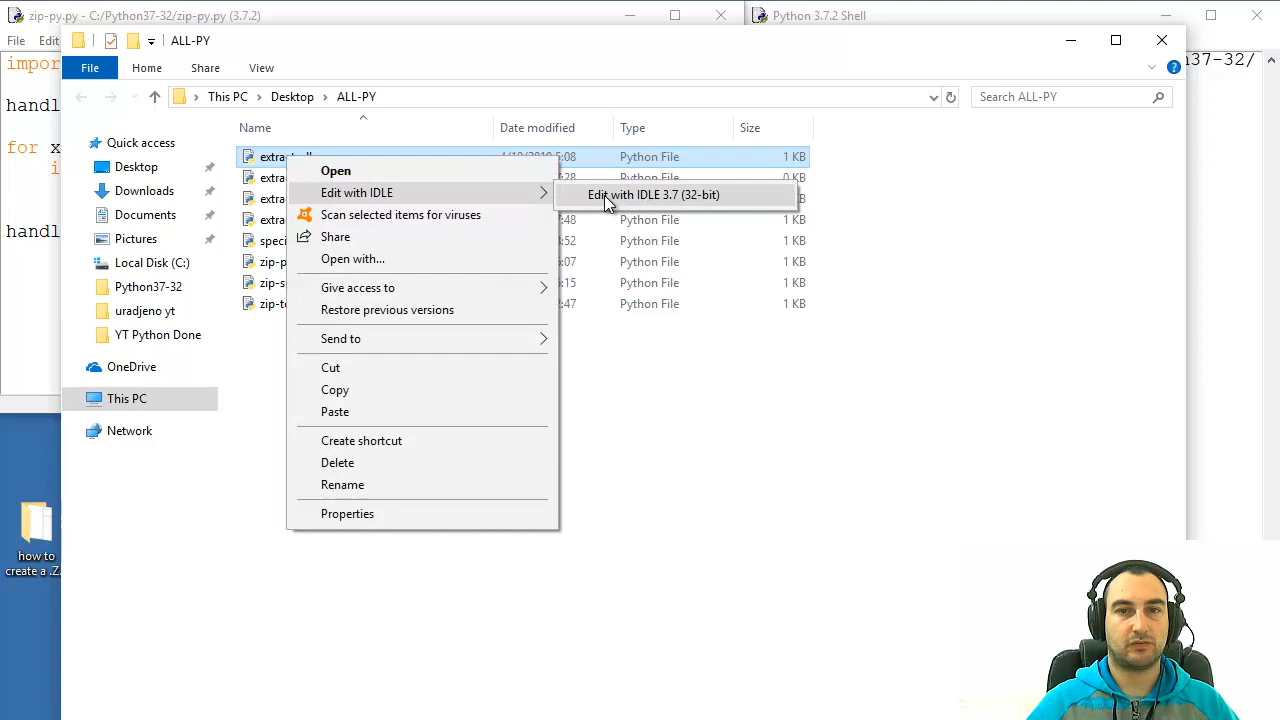 zip-py.py - C:/Python37-32/zip-py.py (3.7.2)
Python 3.7.2 Shell
File Edit
ALL-PY
n37-32/
File Home Share View
This PC Desktop ALL-PY
Search ALL-PY
Name Date modified Type Size
Quick access
Desktop
Downloads
Documents
Pictures
Local Disk (C:)
Python37-32
uradjeno yt
YT Python Done
OneDrive
This PC
Network
Python File 1 KB
Python File 0 KB
Python File 1 KB
Python File 1 KB
Python File 1 KB
Python File 1 KB
Python File 1 KB
Python File 1 KB
Open
Edit with IDLE
Edit with IDLE 3.7 (32-bit)
Scan selected items for viruses
Share
Open with...
Give access to
Restore previous versions
Send to
Cut
Copy
Paste
Create shortcut
Delete
Rename
Properties
impor
handl
for x
handl
how to
create a .Z